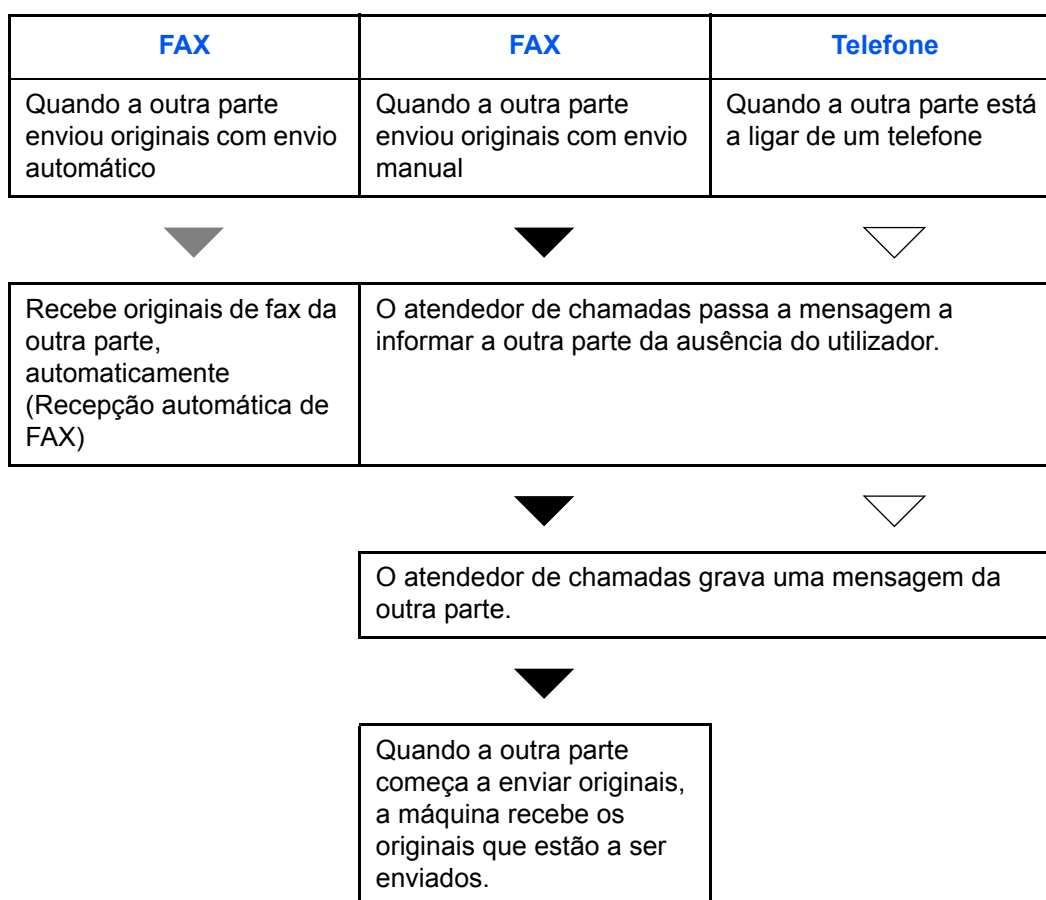 FAX
FAX
Telefone
Quando a outra parte
enviou originais com envio
automático
Quando a outra parte
enviou originais com envio
manual
Quando a outra parte está
a ligar de um telefone
Recebe originais de fax da
outra parte,
automaticamente
(Recepção automática de
FAX)
O atendedor de chamadas passa a mensagem a
informar a outra parte da ausência do utilizador.
O atendedor de chamadas grava uma mensagem da
outra parte.
Quando a outra parte
começa a enviar originais,
a máquina recebe os
originais que estão a ser
enviados.